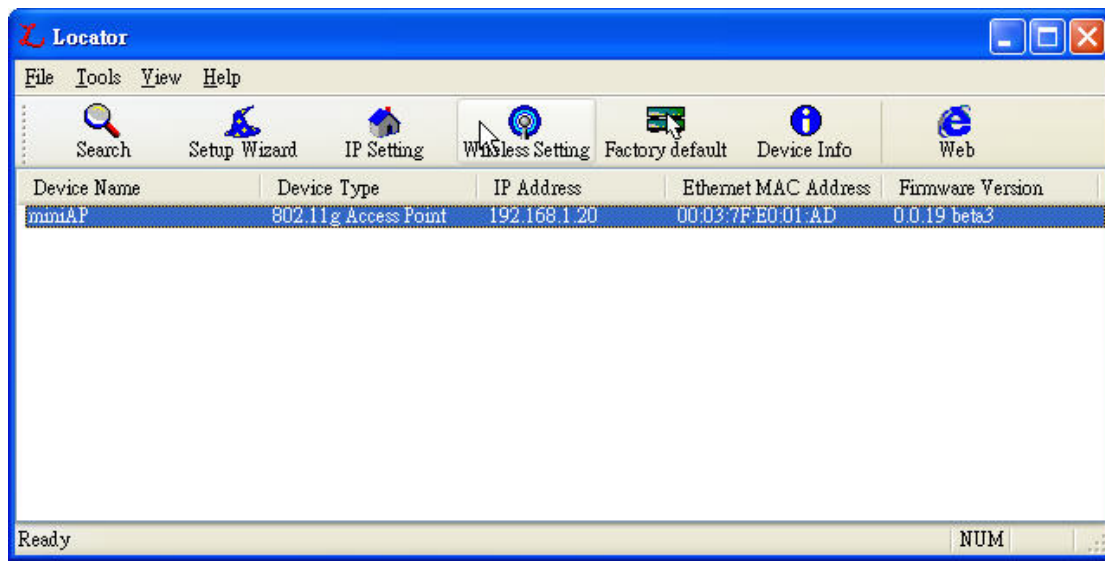 Locator
File Tools View Help
Search Setup Wizard IP Setting Wireless Setting Factory default Device Info Web
Device Name Device Type IP Address Ethernet MAC Address Firmware Version
miniAP 802.11g Access Point 192.168.1.20 00:03:7F:E0:01:AD 0.0.19 beta3
Ready NUM